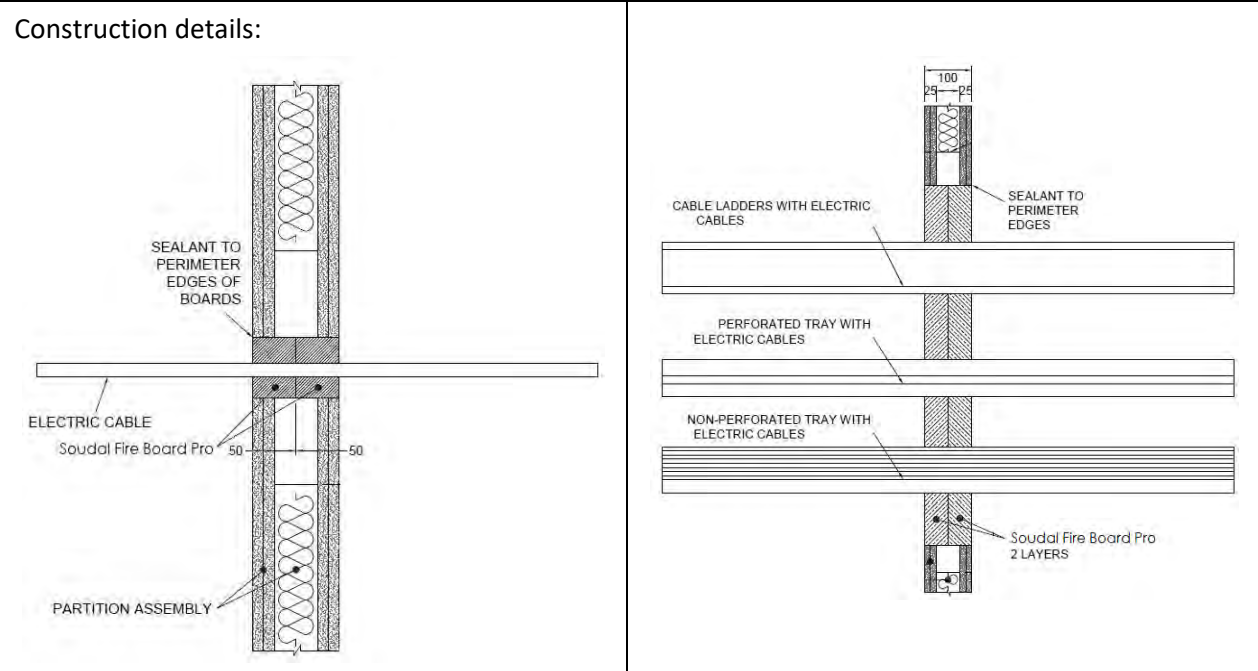 Construction details:
SEALANT TO
PERIMETER
EDGES OF
BOARDS
ELECTRIC CABLE
Soudal Fire Board Pro
50
50
PARTITION ASSEMBLY
100
25
25
CABLE LADDERS WITH ELECTRIC
CABLES
SEALANT TO
PERIMETER
EDGES
PERFORATED TRAY WITH
ELECTRIC CABLES
NON-PERFORATED TRAY WITH
ELECTRIC CABLES
Soudal Fire Board Pro
2 LAYERS